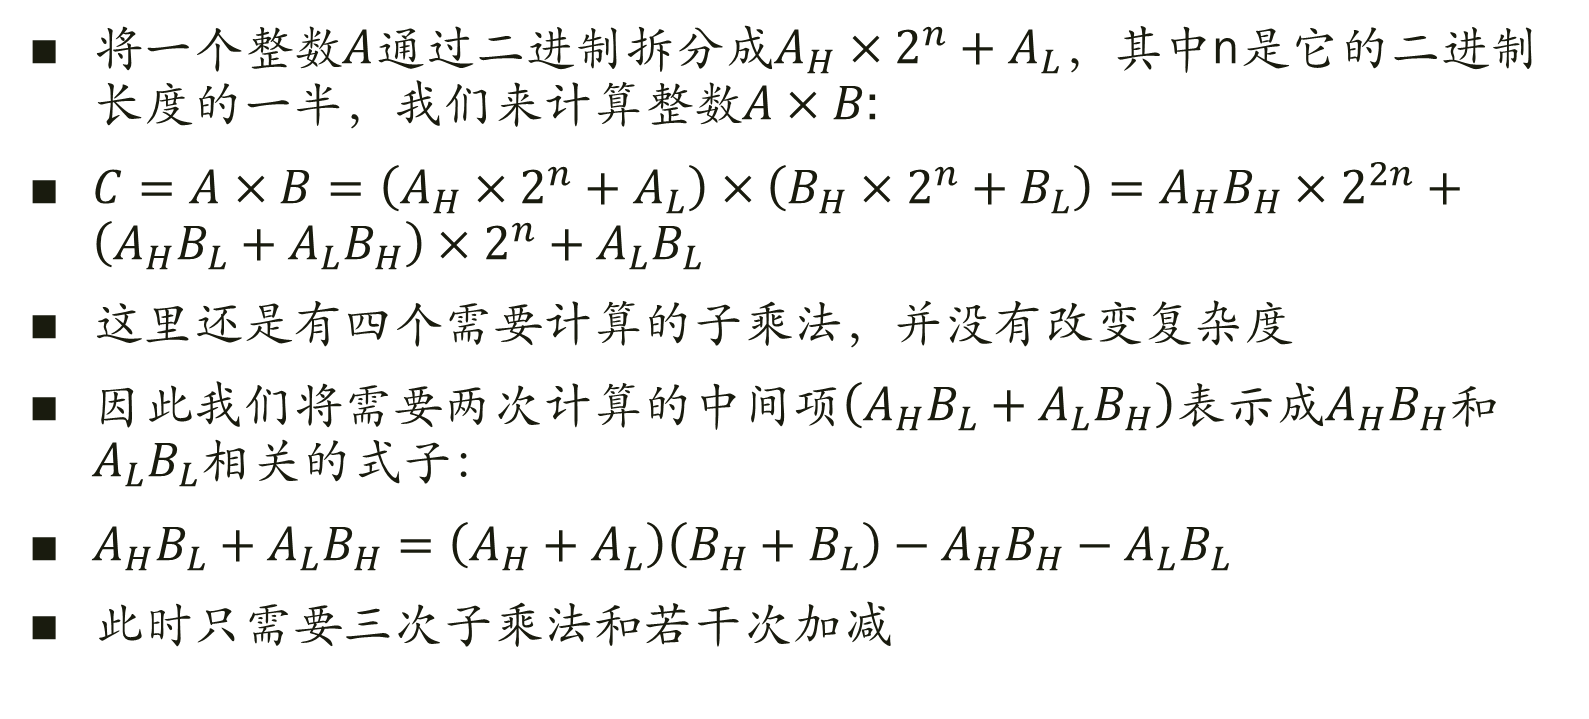 ■ 将一个整数A通过二进制拆分成A_H × 2^n + A_L，其中n是它的二进制
长度的一半，我们来计算整数A × B:
■ C = A × B = (A_H × 2^n + A_L) × (B_H × 2^n + B_L) = A_H B_H × 2^{2n} +
(A_H B_L + A_L B_H) × 2^n + A_L B_L
■ 这里还是有四个需要计算的子乘法，并没有改变复杂度
■ 因此我们将需要两次计算的中间项(A_H B_L + A_L B_H)表示成A_H B_H和
A_L B_L相关的式子：
■ A_H B_L + A_L B_H = (A_H + A_L)(B_H + B_L) − A_H B_H − A_L B_L
■ 此时只需要三次子乘法和若干次加减